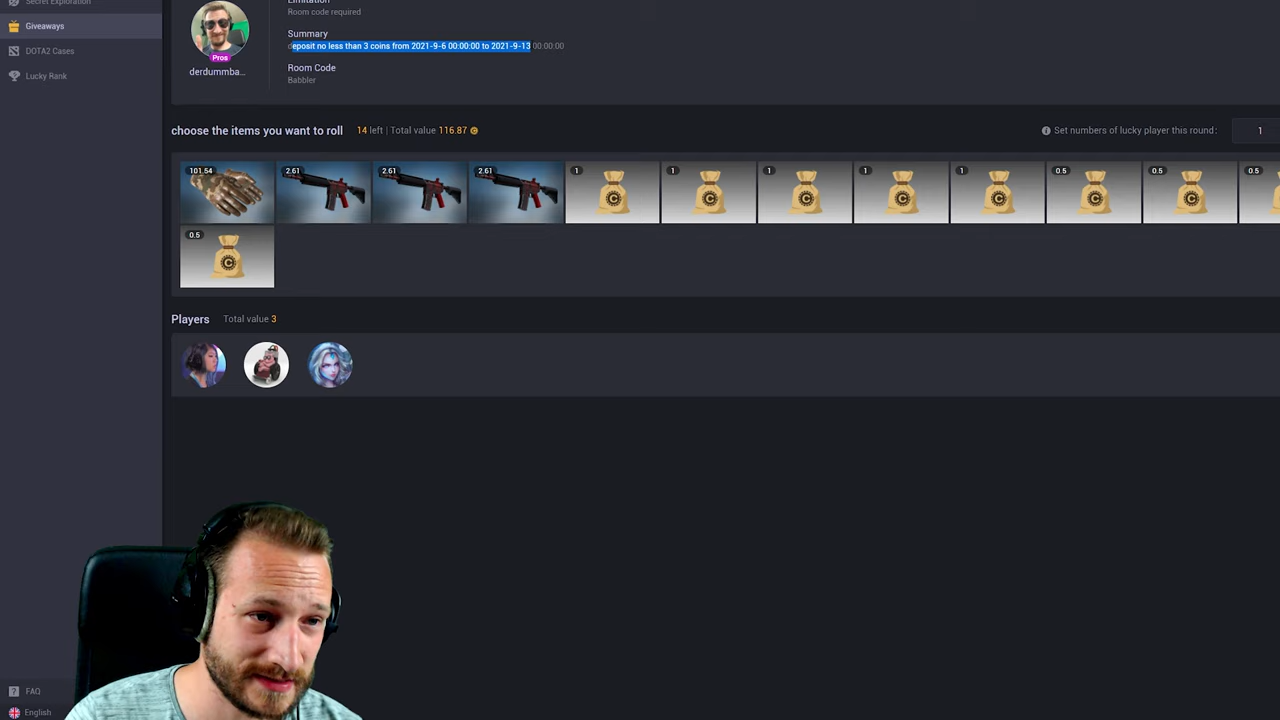 Secret Exploration
Giveaways
DOTA2 Cases
Lucky Rank
FAQ
English
Pros
derdummba...
Limitation
Room code required
Summary
deposit no less than 3 coins from 2021-9-6 00:00:00 to 2021-9-13 00:00:00
Room Code
Babbler
choose the items you want to roll 14 left | Total value 116.87 C
Set numbers of lucky player this round: 1
101.54 2.61 2.61 2.61 1 1 1 1 1 0.5 0.5 0.5
0.5
Players Total value 3